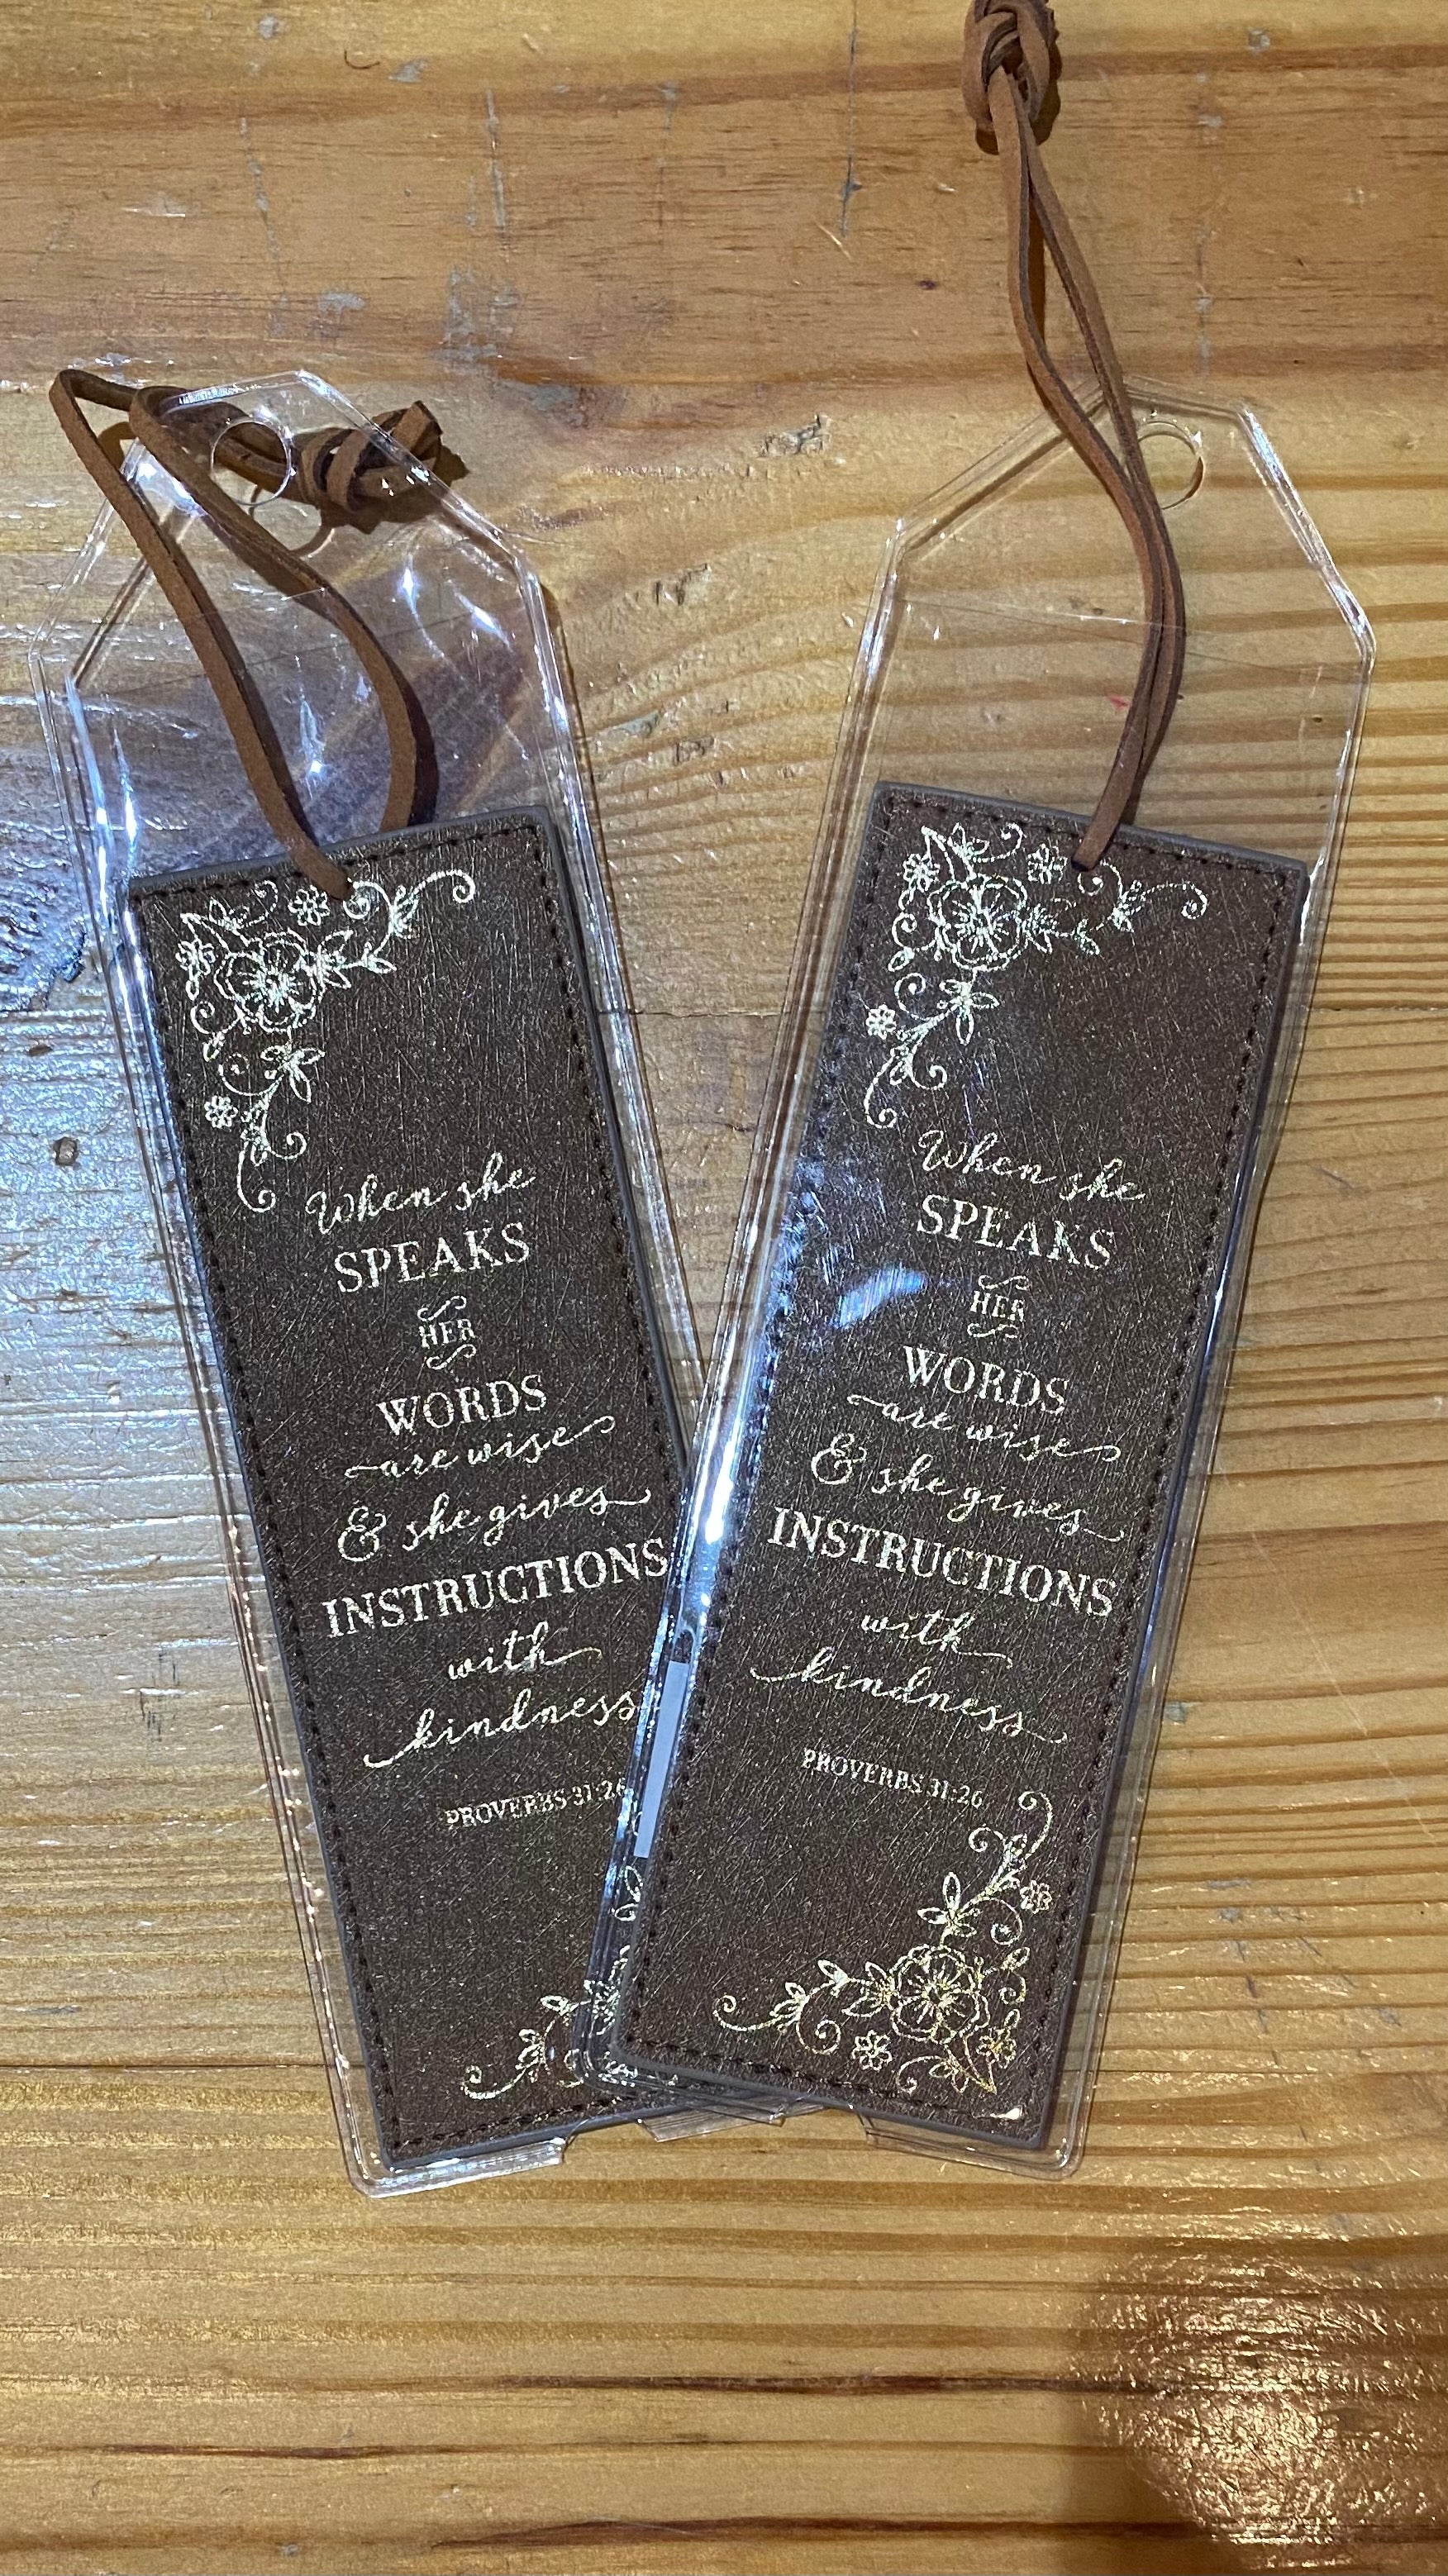 When she
SPEAKS
HER
WORDS
are wise
& she gives
INSTRUCTIONS
with
kindness
PROVERBS 31:26
When she
SPEAKS
HER
WORDS
are wise
& she gives
INSTRUCTIONS
with
kindness
PROVERBS 31:26